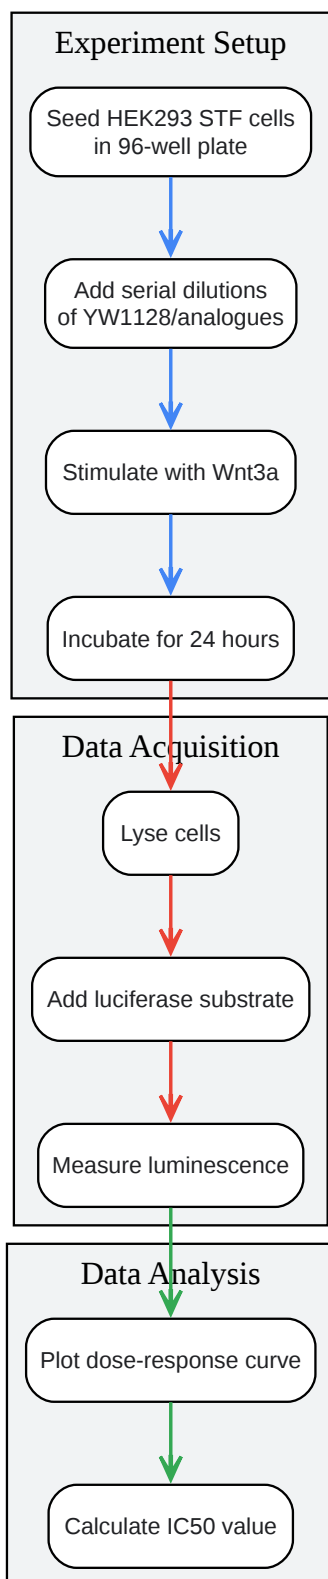 Experiment Setup
Seed HEK293 STF cells
in 96-well plate
Add serial dilutions
of YW1128/analogues
Stimulate with Wnt3a
Incubate for 24 hours
Data Acquisition
Lyse cells
Add luciferase substrate
Measure luminescence
Data Analysis
Plot dose-response curve
Calculate IC50 value